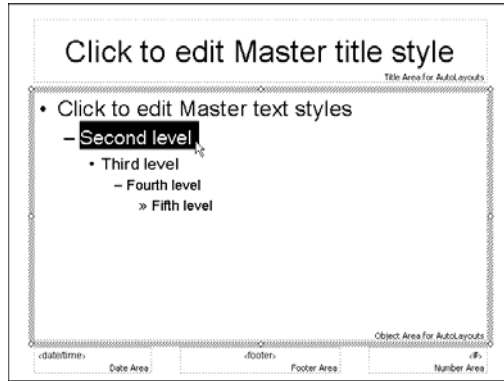 Click to edit Master title style
Title Area for AutoLayouts
• Click to edit Master text styles
– Second level
• Third level
– Fourth level
» Fifth level
Object Area for AutoLayouts
<date/time>
Date Area
<footer>
Footer Area
<#>
Number Area